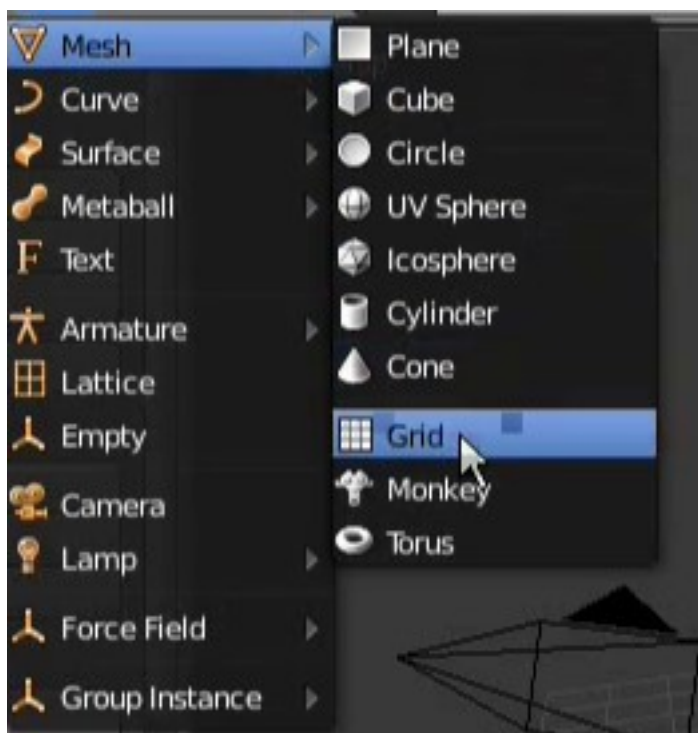 Mesh
Curve
Surface
Metaball
Text
Armature
Lattice
Empty
Camera
Lamp
Force Field
Group Instance
Plane
Cube
Circle
UV Sphere
Icosphere
Cylinder
Cone
Grid
Monkey
Torus